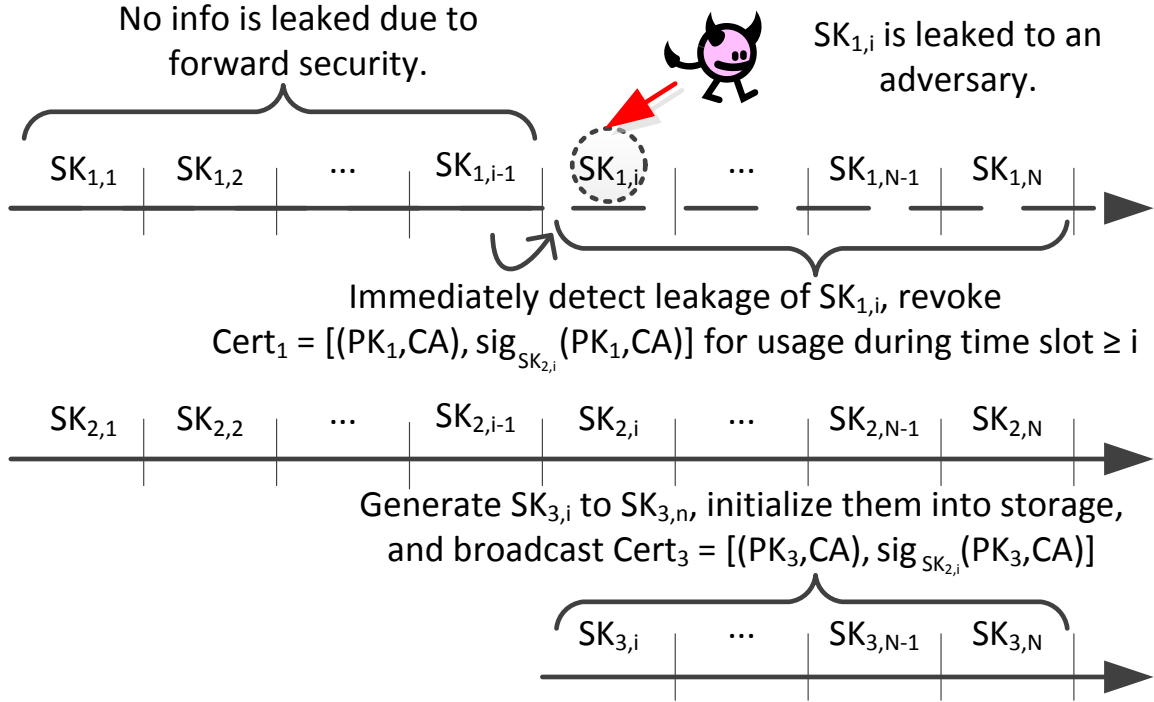 No info is leaked due to
forward security.
SK₁,ᵢ is leaked to an
adversary.
SK₁,₁ SK₁,₂ ... SK₁,ᵢ₋₁ SK₁,ᵢ ... SK₁,N-1 SK₁,N
Immediately detect leakage of SK₁,ᵢ, revoke
Cert₁ = [(PK₁,CA), sig_SK₂,ᵢ (PK₁,CA)] for usage during time slot ≥ i
SK₂,₁ SK₂,₂ ... SK₂,ᵢ₋₁ SK₂,ᵢ ... SK₂,N-1 SK₂,N
Generate SK₃,ᵢ to SK₃,ₙ, initialize them into storage,
and broadcast Cert₃ = [(PK₃,CA), sig_SK₂,ᵢ (PK₃,CA)]
SK₃,ᵢ ... SK₃,N-1 SK₃,N